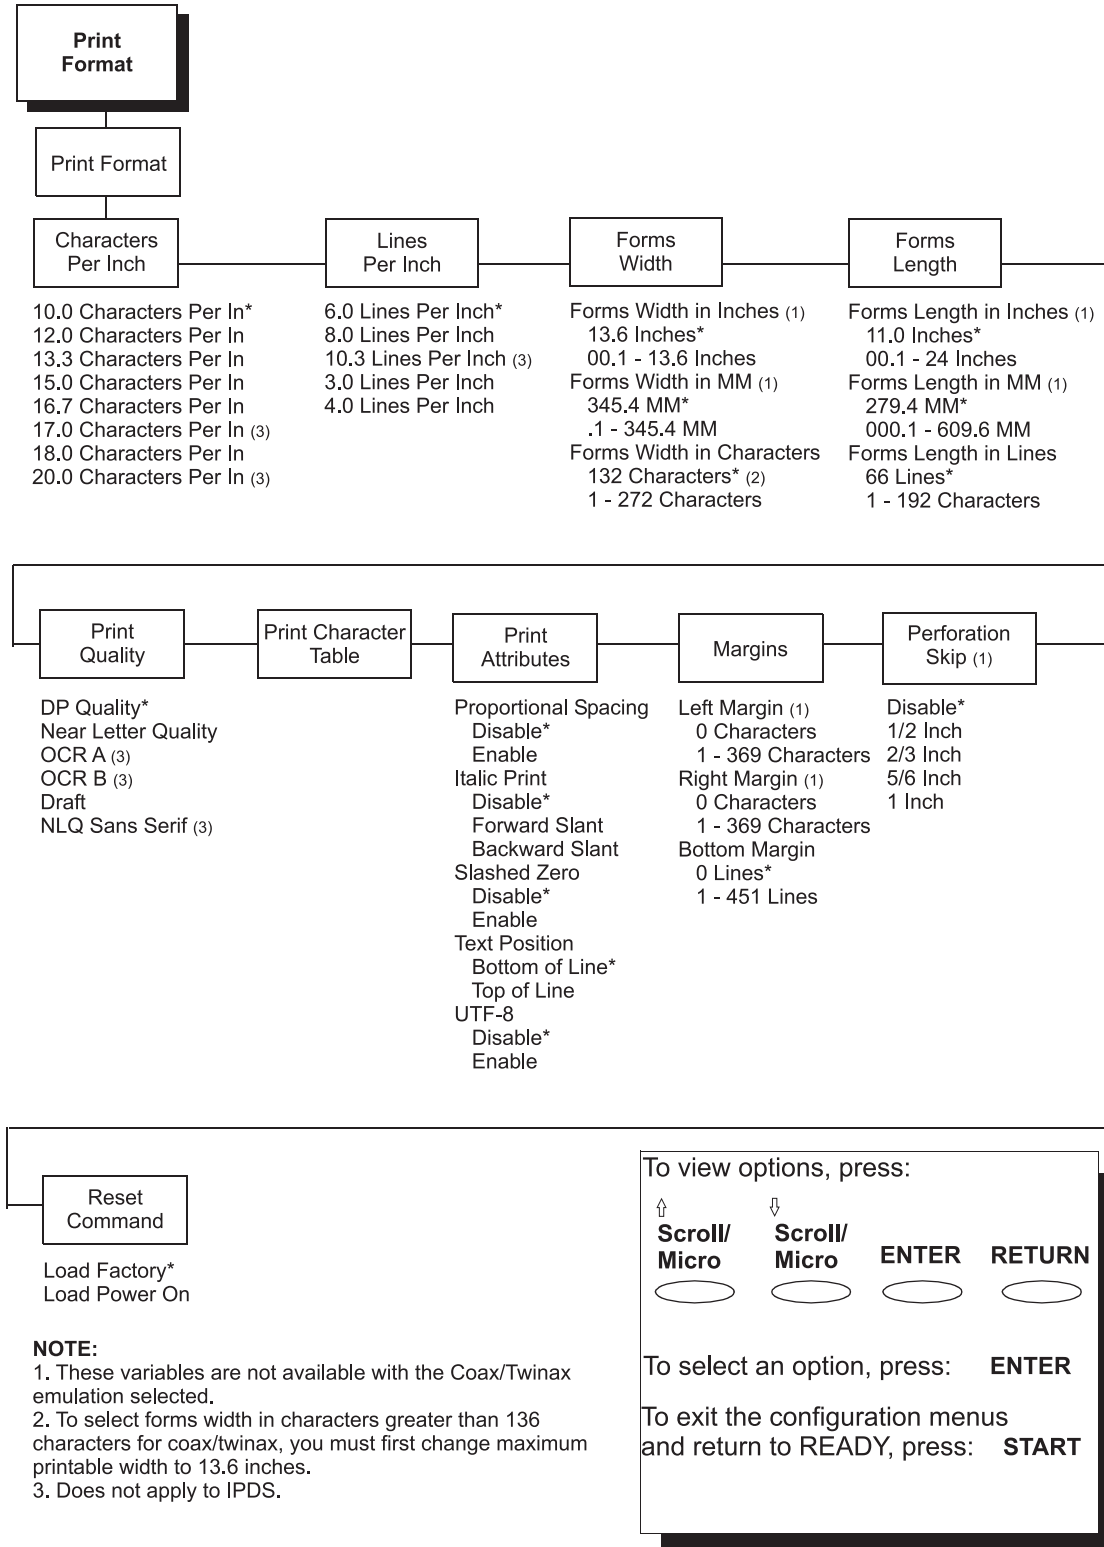 Print
Format
Print Format
Characters
Per Inch
10.0 Characters Per In*
12.0 Characters Per In
13.3 Characters Per In
15.0 Characters Per In
16.7 Characters Per In
17.0 Characters Per In (3)
18.0 Characters Per In
20.0 Characters Per In (3)
Lines
Per Inch
6.0 Lines Per Inch*
8.0 Lines Per Inch
10.3 Lines Per Inch (3)
3.0 Lines Per Inch
4.0 Lines Per Inch
Forms
Width
Forms Width in Inches (1)
13.6 Inches*
00.1 - 13.6 Inches
Forms Width in MM (1)
345.4 MM*
.1 - 345.4 MM
Forms Width in Characters
132 Characters* (2)
1 - 272 Characters
Forms
Length
Forms Length in Inches (1)
11.0 Inches*
00.1 - 24 Inches
Forms Length in MM (1)
279.4 MM*
000.1 - 609.6 MM
Forms Length in Lines
66 Lines*
1 - 192 Characters
Print
Quality
DP Quality*
Near Letter Quality
OCR A (3)
OCR B (3)
Draft
NLQ Sans Serif (3)
Print Character
Table
Print
Attributes
Proportional Spacing
Disable*
Enable
Italic Print
Disable*
Forward Slant
Backward Slant
Slashed Zero
Disable*
Enable
Text Position
Bottom of Line*
Top of Line
UTF-8
Disable*
Enable
Margins
Left Margin (1)
0 Characters
1 - 369 Characters
Right Margin (1)
0 Characters
1 - 369 Characters
Bottom Margin
0 Lines*
1 - 451 Lines
Perforation
Skip (1)
Disable*
1/2 Inch
2/3 Inch
5/6 Inch
1 Inch
Reset
Command
Load Factory*
Load Power On
NOTE:
1. These variables are not available with the Coax/Twinax
emulation selected.
2. To select forms width in characters greater than 136
characters for coax/twinax, you must first change maximum
printable width to 13.6 inches.
3. Does not apply to IPDS.
To view options, press:
⇧ ⇩
Scroll/ Scroll/
Micro Micro ENTER RETURN
To select an option, press: ENTER
To exit the configuration menus
and return to READY, press: START